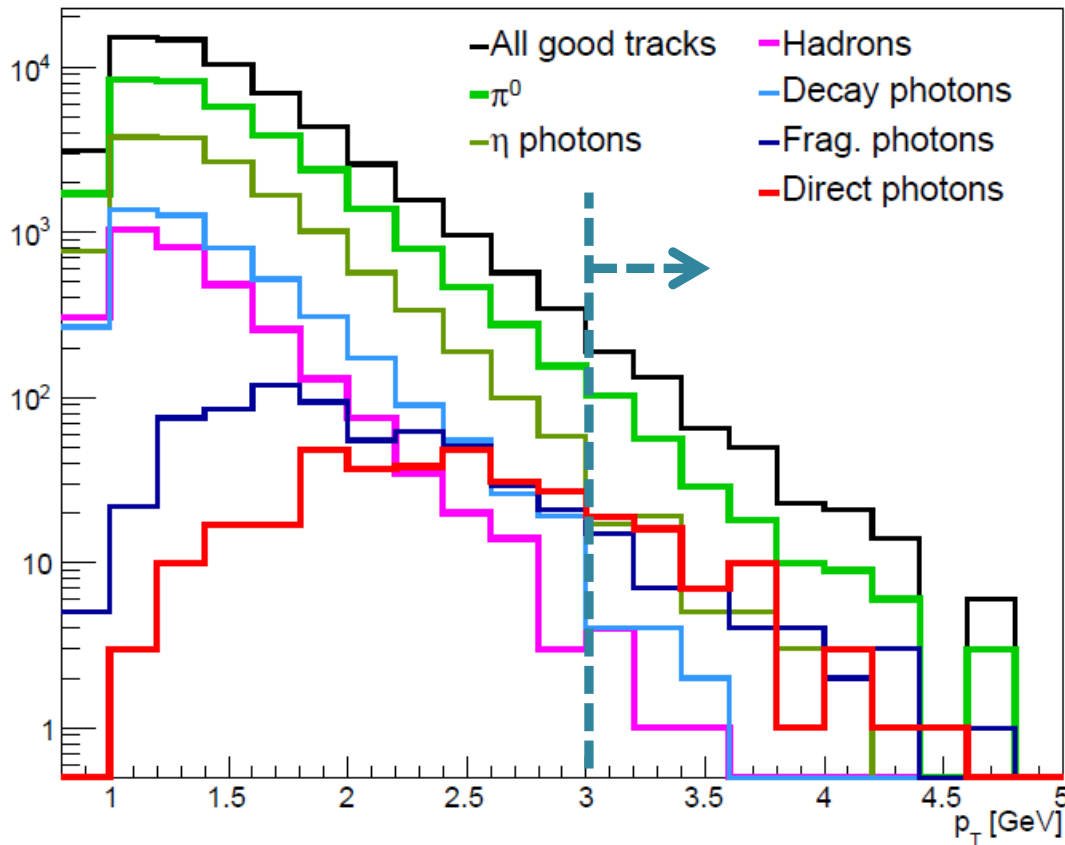 All good tracks
π⁰
η photons
Hadrons
Decay photons
Frag. photons
Direct photons
10⁴
10³
10²
10
1
1 1.5 2 2.5 3 3.5 4 4.5 5
p_T [GeV]